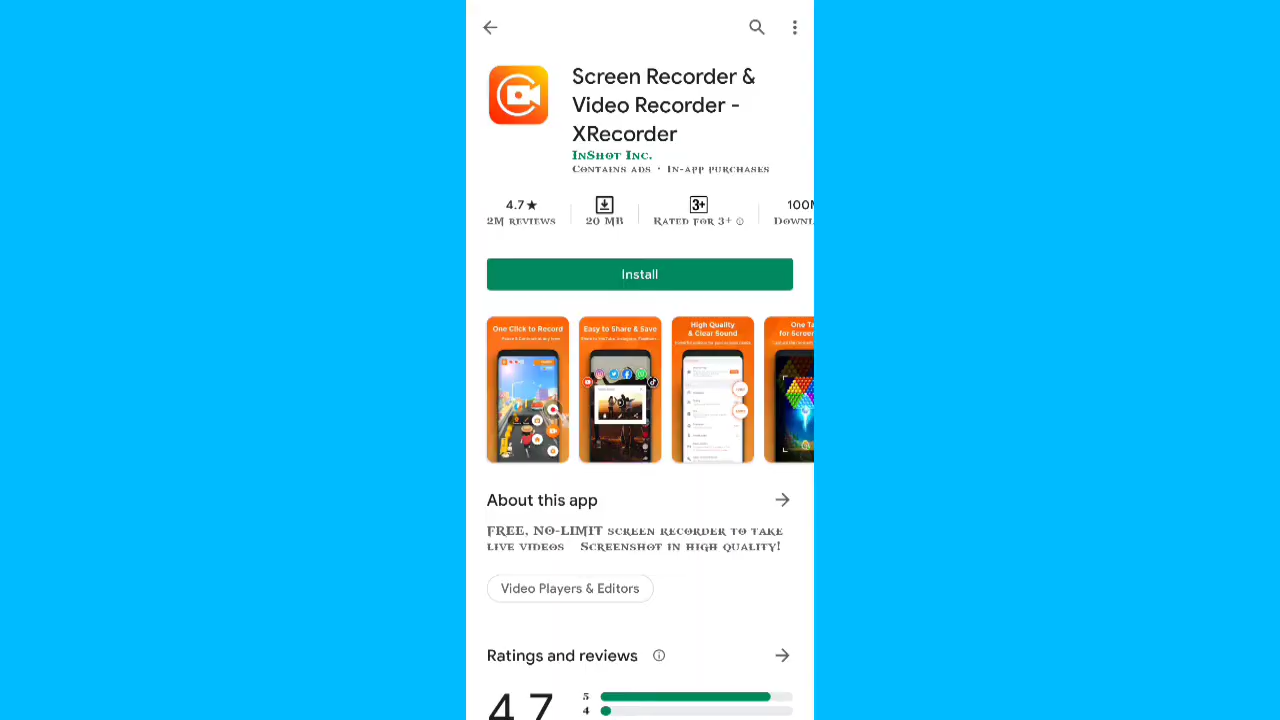 Screen Recorder &
Video Recorder -
XRecorder
InShot Inc.
Contains ads · In-app purchases
4.7★ 3+ 100M
2M reviews 20 MB Rated for 3+ Downl
Install
One Click to Record
Easy to Share & Save
High Quality
& Clear Sound
One Ta
for Screen
About this app
FREE, NO-LIMIT screen recorder to take
live videos Screenshot in high quality!
Video Players & Editors
Ratings and reviews
4.7
5
4